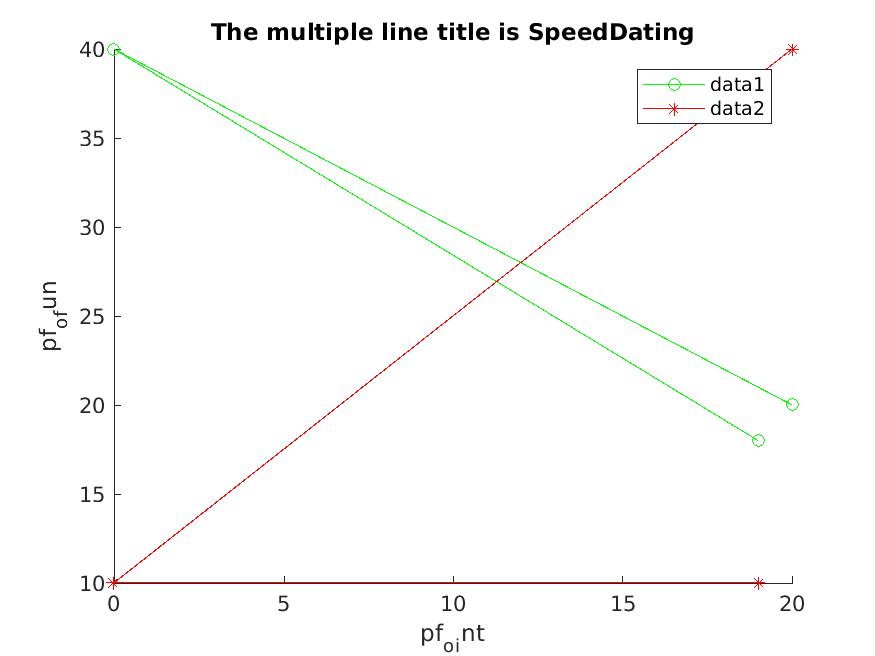 The multiple line title is SpeedDating
data1
data2
40
35
30
25
20
15
10
pf_of un
0
5
10
15
20
pf_oi nt